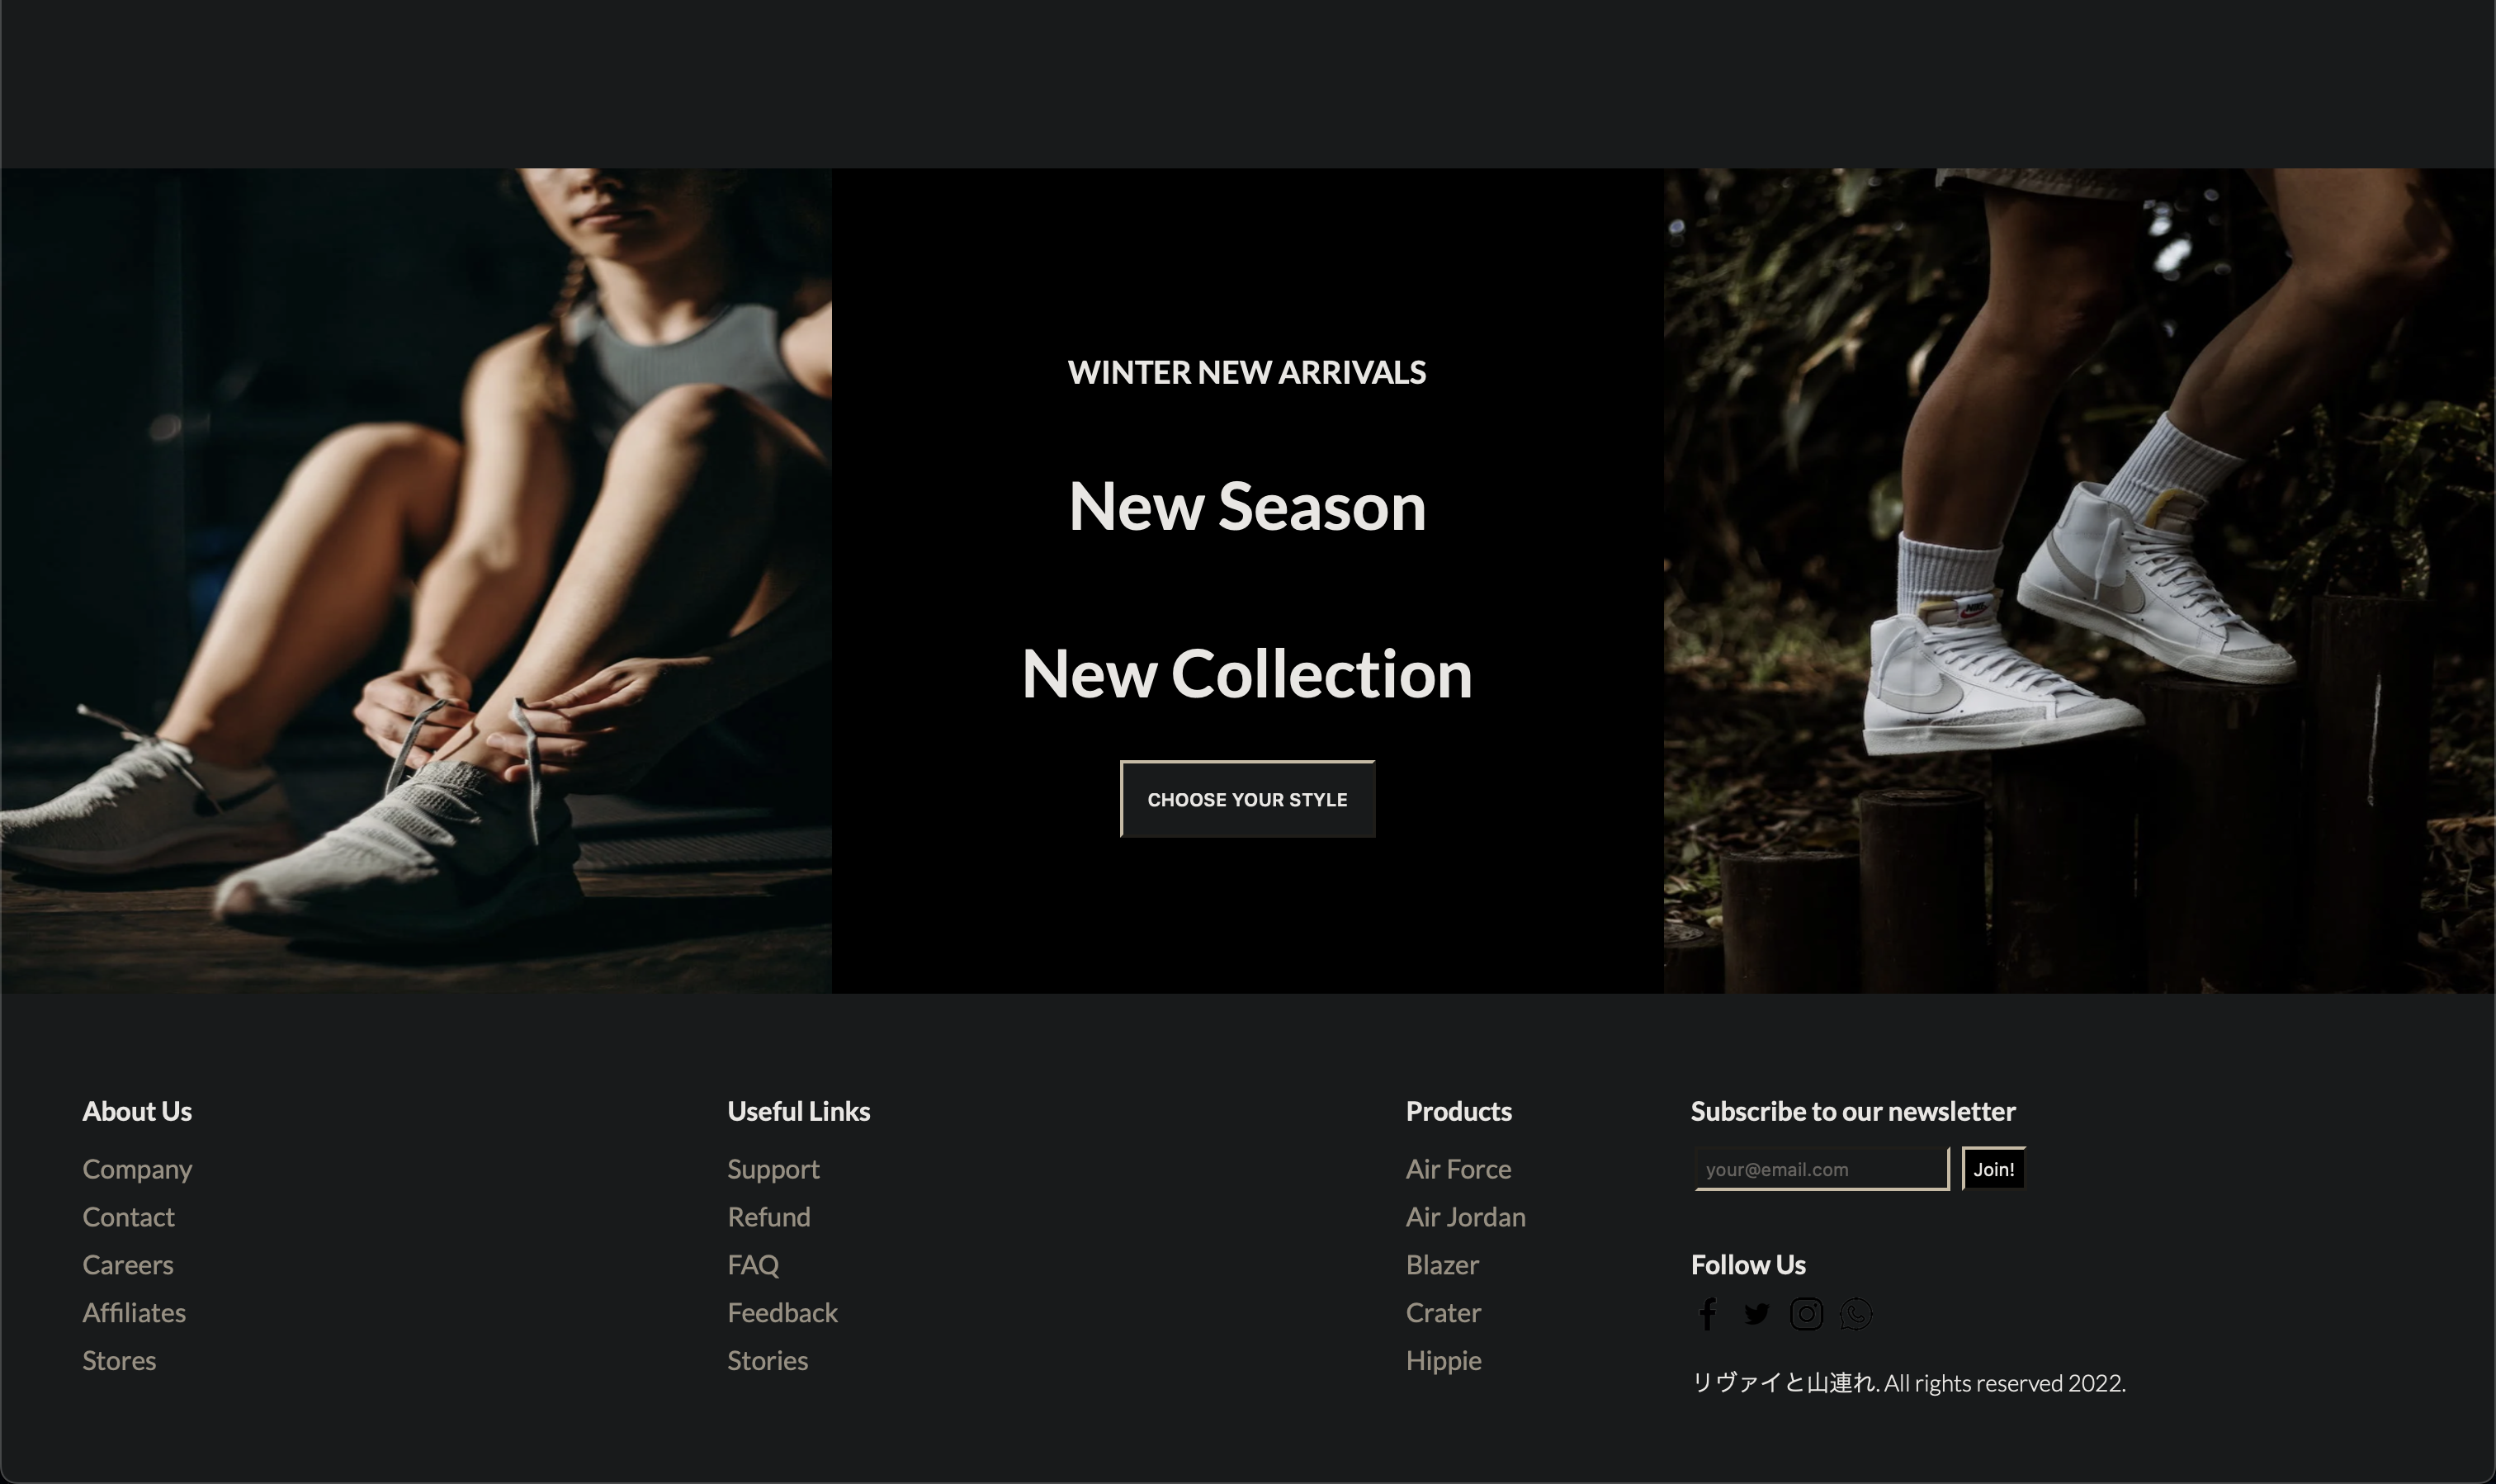 WINTER NEW ARRIVALS
New Season
New Collection
CHOOSE YOUR STYLE
NIKE
About Us
Company
Contact
Careers
Affiliates
Stores
Useful Links
Support
Refund
FAQ
Feedback
Stories
Products
Air Force
Air Jordan
Blazer
Crater
Hippie
Subscribe to our newsletter
your@email.com
Join!
Follow Us
リヴァイと山連れ. All rights reserved 2022.